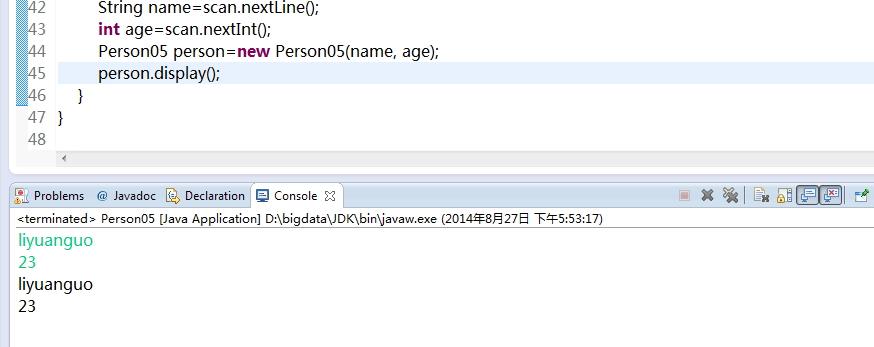 42 String name=scan.nextLine();
43 int age=scan.nextInt();
44 Person05 person=new Person05(name, age);
45 person.display();
46 }
47 }
48
Problems @ Javadoc Declaration Console
<terminated> Person05 [Java Application] D:\bigdata\JDK\bin\javaw.exe (2014年8月27日 下午5:53:17)
liyuanguo
23
liyuanguo
23